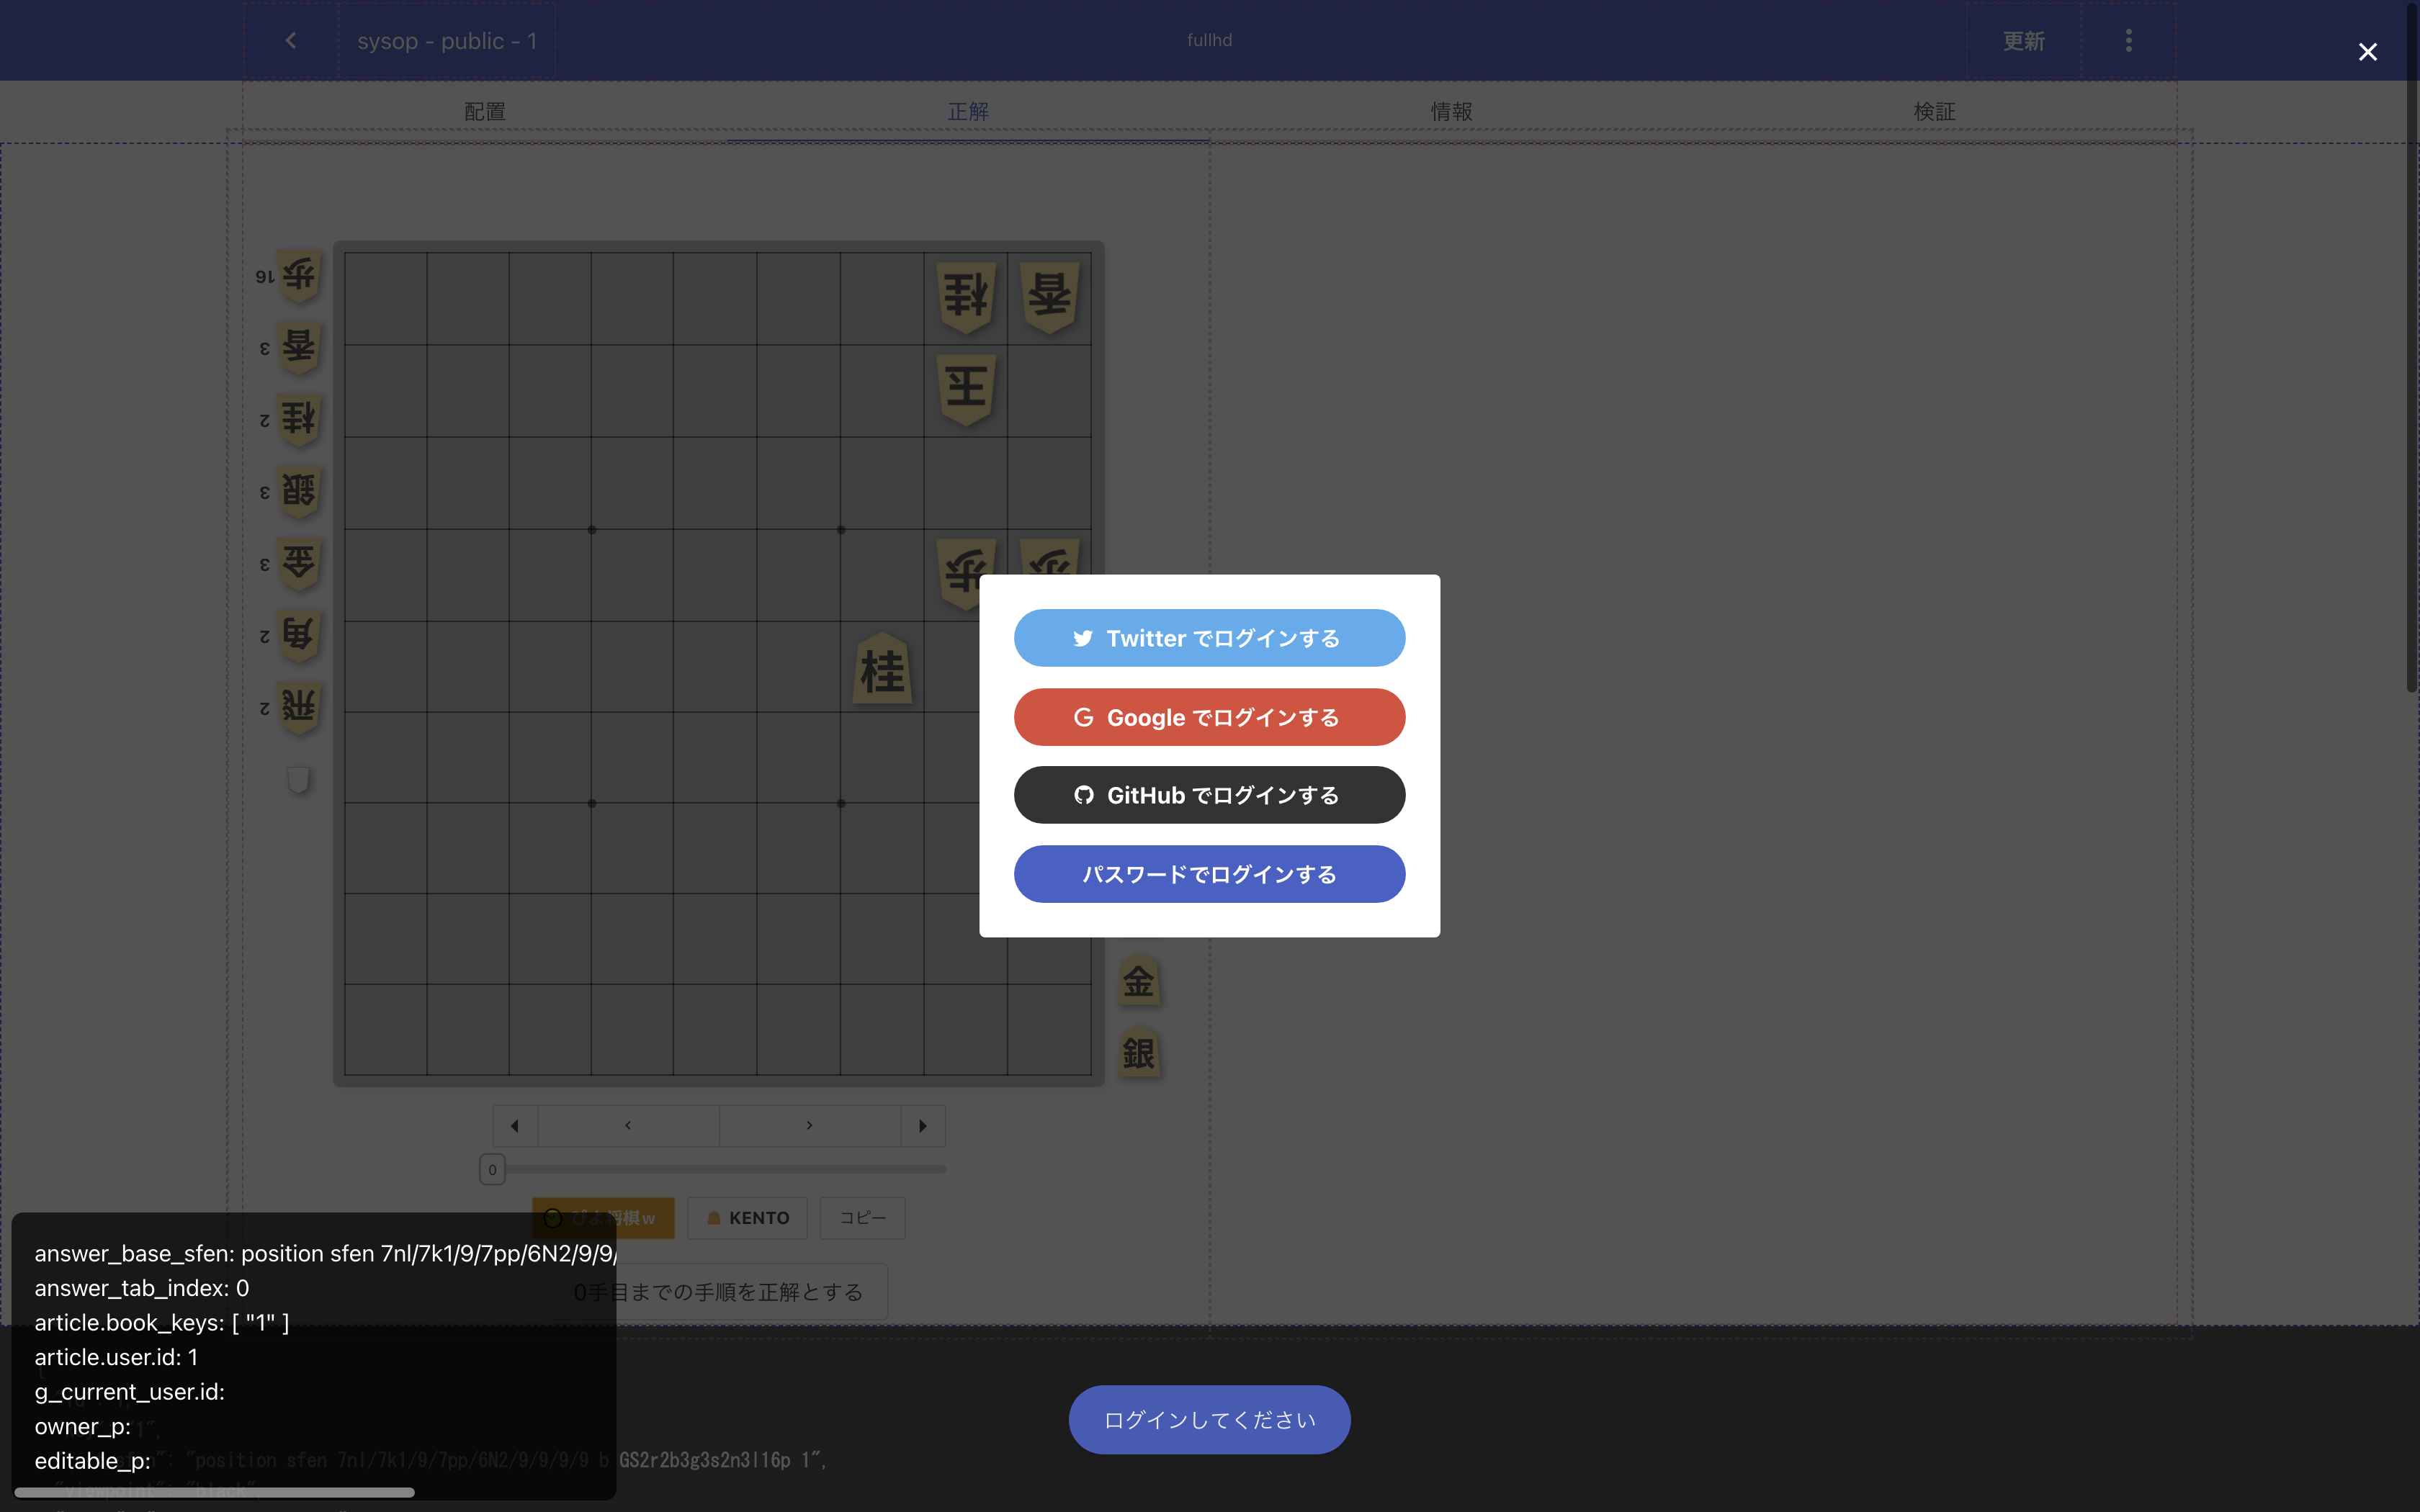 sysop - public - 1
fullhd
更新
配置
正解
情報
検証
歩
16
香
3
桂
2
銀
3
金
3
角
2
飛
2
桂
香
玉
歩
歩
桂
金
銀
Twitter でログインする
Google でログインする
GitHub でログインする
パスワードでログインする
0
ぴよ将棋w
KENTO
コピー
0手目までの手順を正解とする
answer_base_sfen: position sfen 7nl/7k1/9/7pp/6N2/9/9/
answer_tab_index: 0
article.book_keys: [ "1" ]
article.user.id: 1
g_current_user.id:
owner_p:
editable_p:
ログインしてください
": "position sfen 7nl/7k1/9/7pp/6N2/9/9/9/9 b GS2r2b3g3s2n3l16p 1",
"viewpoint": "black",